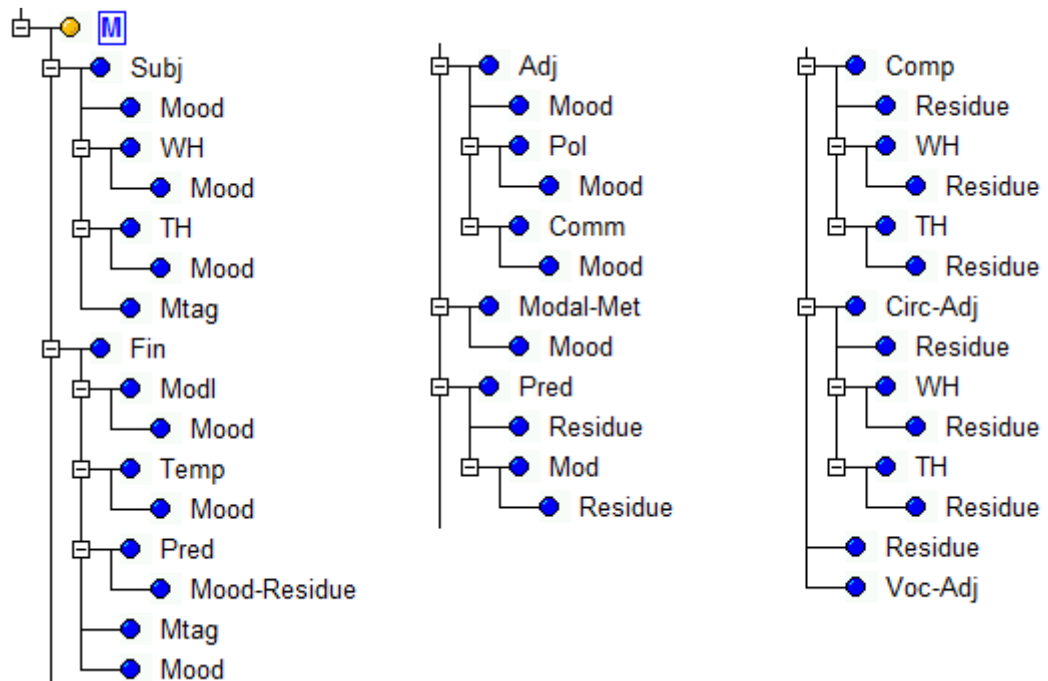 M
Subj
Mood
WH
Mood
TH
Mood
Mtag
Fin
Modl
Mood
Temp
Mood
Pred
Mood-Residue
Mtag
Mood
Adj
Mood
Pol
Mood
Comm
Mood
Modal-Met
Mood
Pred
Residue
Mod
Residue
Comp
Residue
WH
Residue
TH
Residue
Circ-Adj
Residue
WH
Residue
TH
Residue
Residue
Voc-Adj